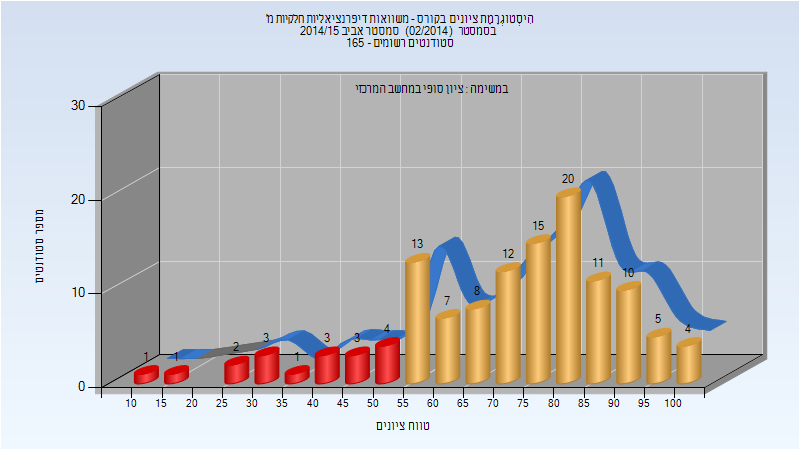 הִיסְטוֹגְרָמַת ציונים בקורס - משוואות דיפרנציאליות חלקיות מ'
בסמסטר (02/2014) סמסטר אביב 2014/15
סטודנטים רשומים - 165
במשימה : ציון סופי במחשב המרכזי
מספר סטודנטים
30
20
10
0
1 1 2 3 1 3 3 4 13 7 8 12 15 20 11 10 5 4
10 15 20 25 30 35 40 45 50 55 60 65 70 75 80 85 90 95 100
טווח ציונים